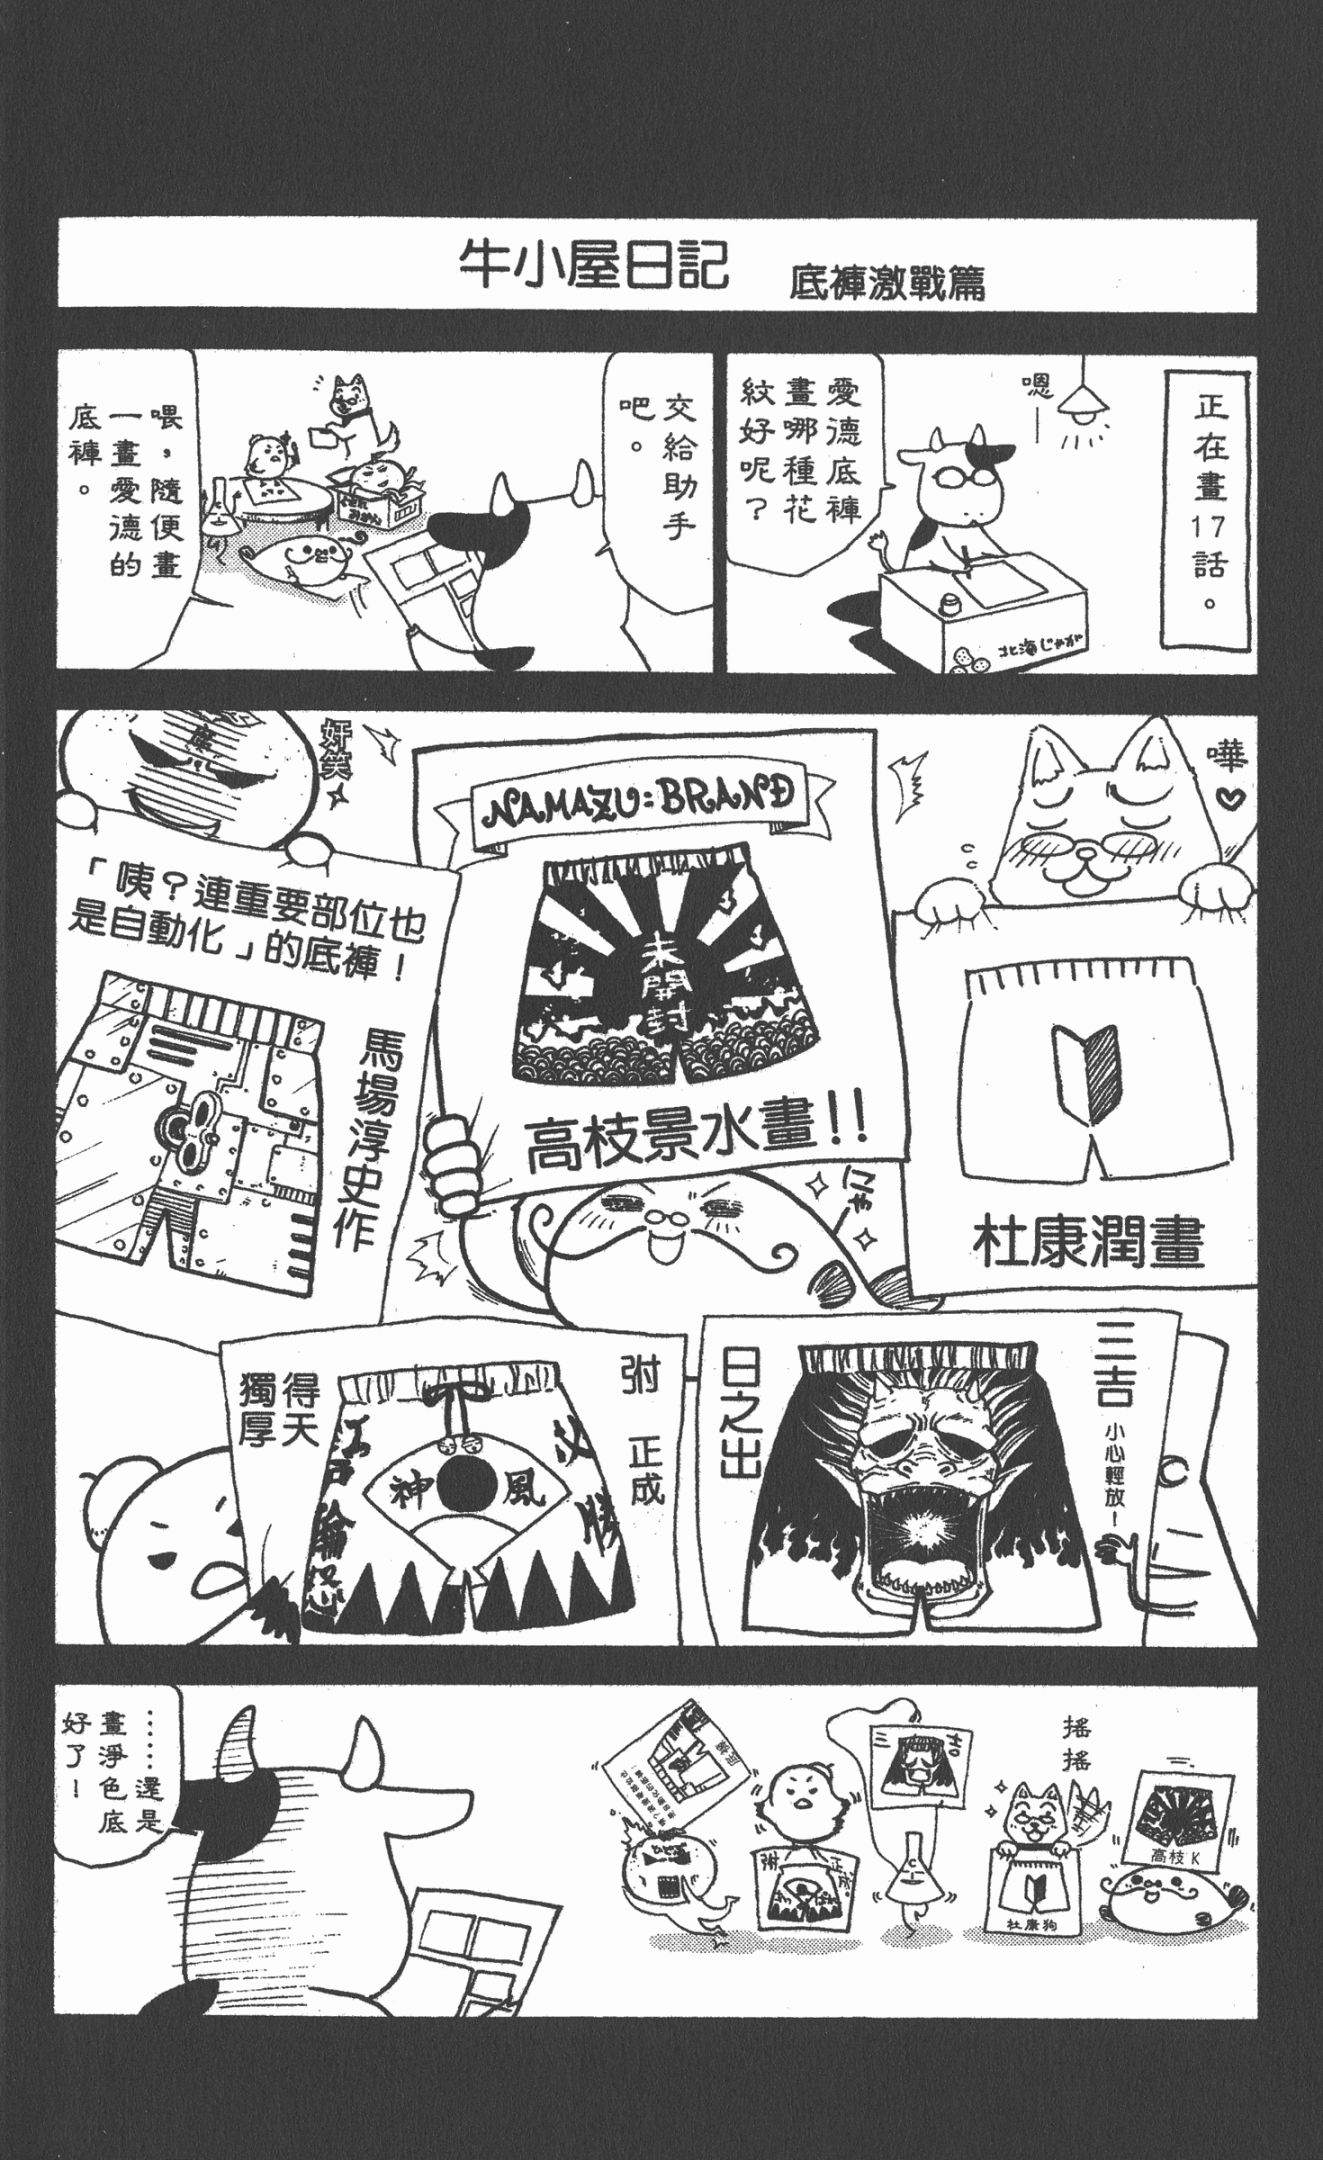 牛小屋日記
底褲激戰篇
正在畫17話。
嗯—
愛德底褲
畫哪種花
紋好呢？
北海じゃが
交給助手
吧。
喂，隨便畫
一畫愛德的
底褲。
嘩♡
杜康潤畫
NAMAZU:BRAND
未開封
高枝景水畫!!
にゃー
奸笑
「咦？連重要部位也
是自動化」的底褲！
馬場淳史作
三吉
小心輕放！
日之出
弣 正成
得天
獨厚
必勝
神風
搖搖
高枝K
杜康狗
三吉
弣
正成
底褲
……還是
畫淨色底
好了！